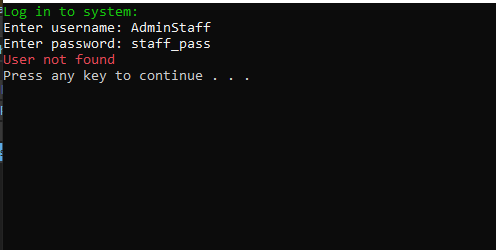 Log in to system:
Enter username: AdminStaff
Enter password: staff_pass
User not found
Press any key to continue . . .